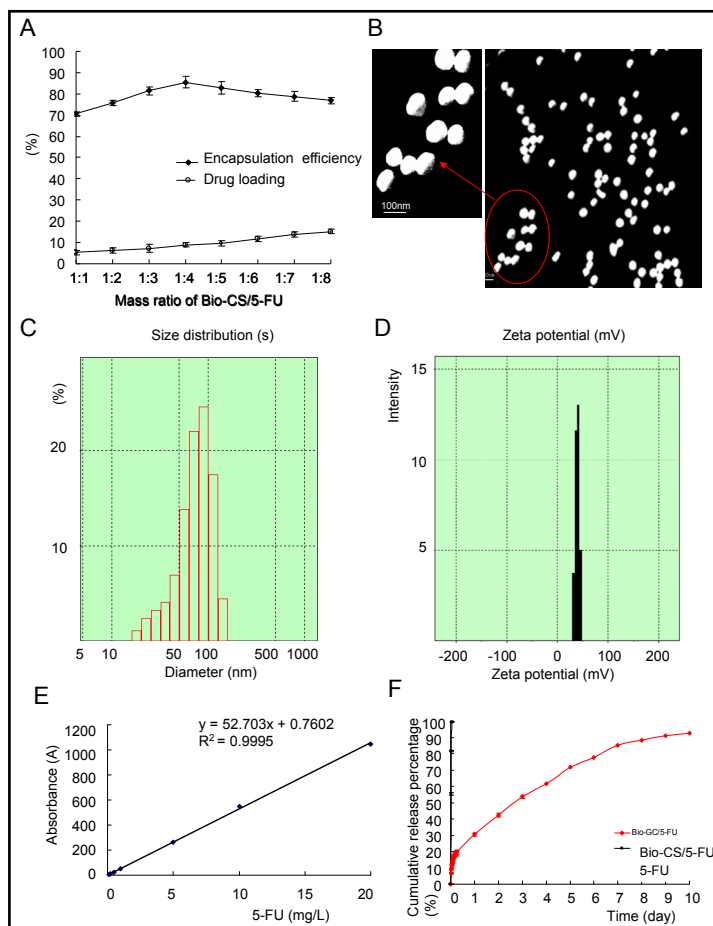 A
100
90
80
70
60
50
40
30
20
10
0
(%)
Encapsulation efficiency
Drug loading
1:1 1:2 1:3 1:4 1:5 1:6 1:7 1:8
Mass ratio of Bio-CS/5-FU
B
100nm
C
Size distribution (s)
(%)
20
10
5 10 50 100 500 1000
Diameter (nm)
D
Zeta potential (mV)
Intensity
15
10
5
-200 -100 0 100 200
Zeta potential (mV)
E
y = 52.703x + 0.7602
R² = 0.9995
Absorbance (A)
1200
1000
800
600
400
200
0
0 5 10 15 20
5-FU (mg/L)
F
Cumulative release percentage
(%)
100
90
80
70
60
50
40
30
20
10
0
Bio-GC/5-FU
Bio-CS/5-FU
5-FU
0 1 2 3 4 5 6 7 8 9 10
Time (day)